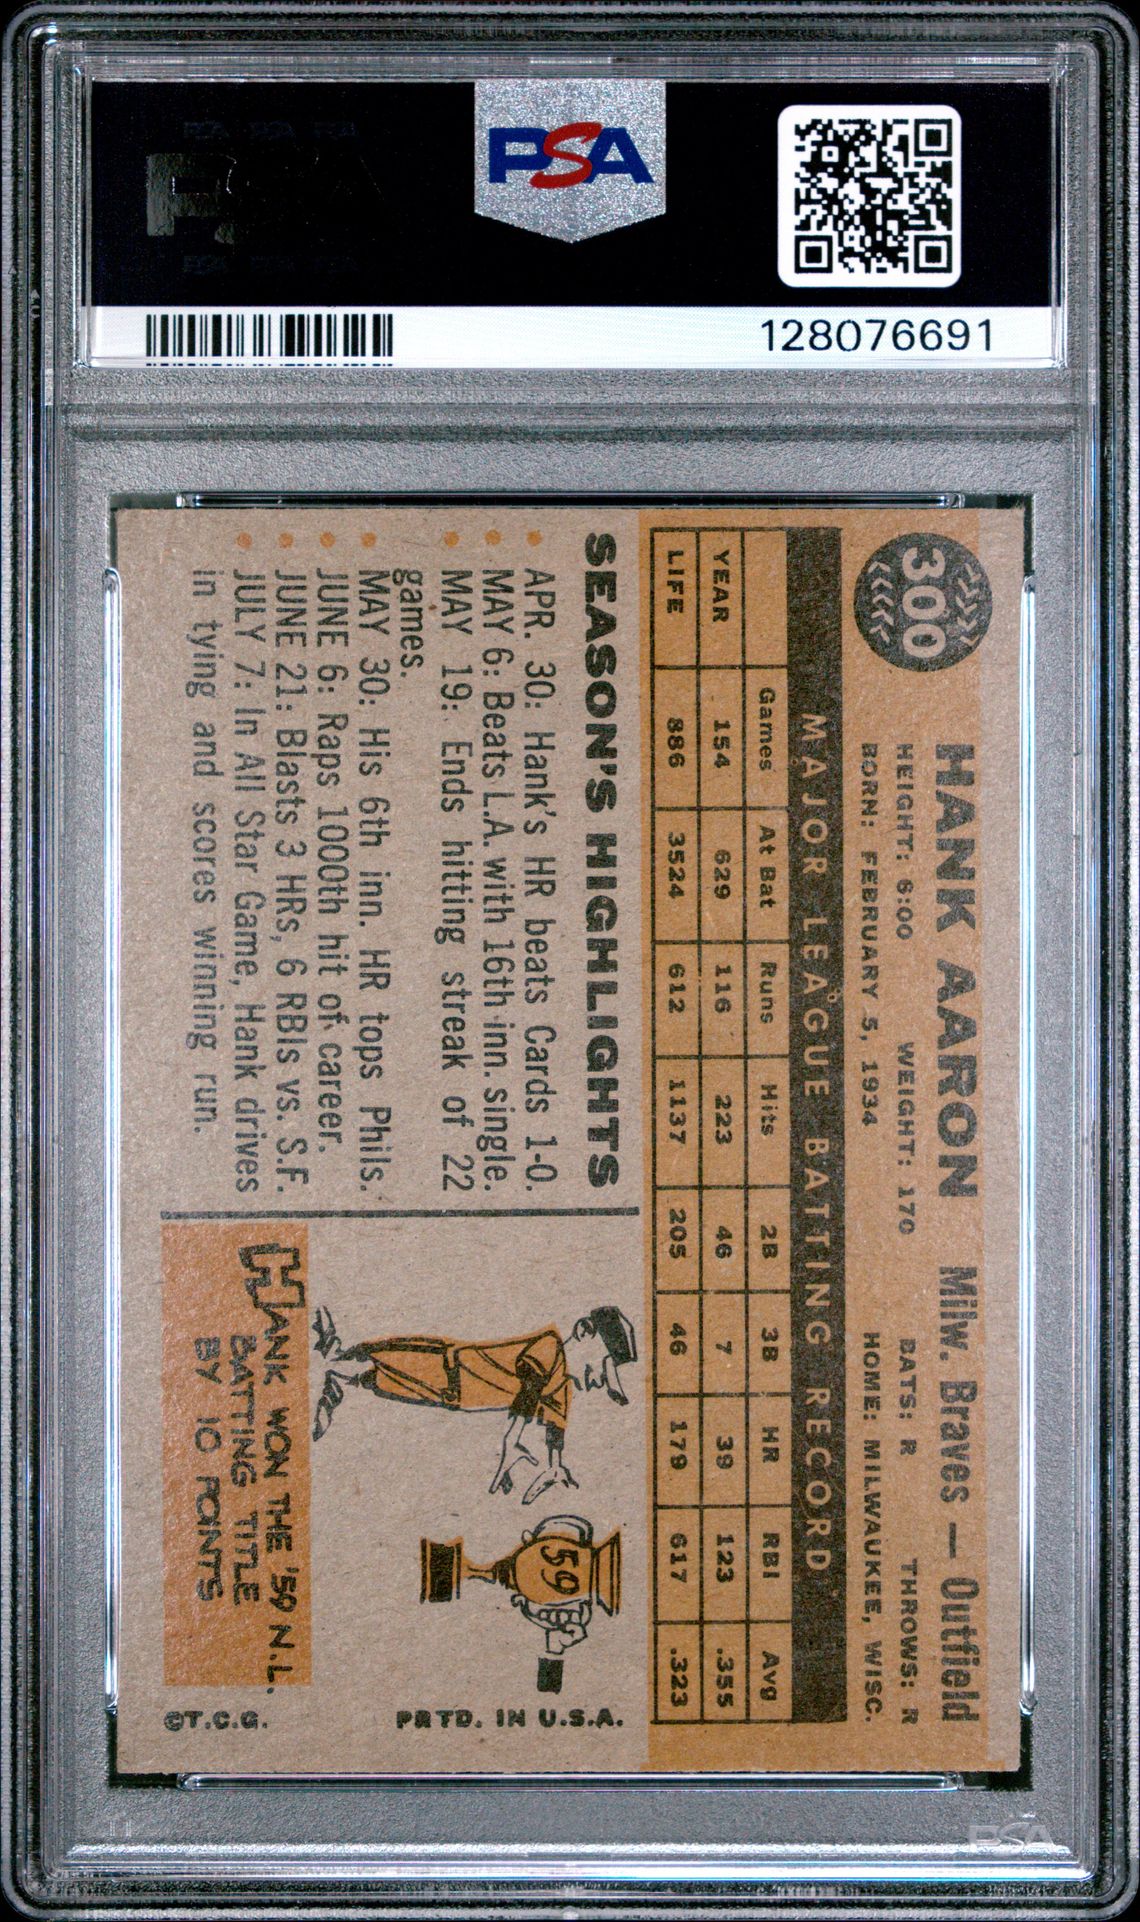 PSA
128076691
300
HANK AARON Milw. Braves — Outfield
HEIGHT: 6:00 WEIGHT: 170 BATS: R THROWS: R
BORN: FEBRUARY 5, 1934 HOME: MILWAUKEE, WISC.
MAJOR LEAGUE BATTING RECORD
Games At Bat Runs Hits 2B 3B HR RBI Avg
YEAR 154 629 116 223 46 7 39 123 .355
LIFE 886 3524 612 1137 205 46 179 617 .323
SEASON'S HIGHLIGHTS
APR. 30: Hank's HR beats Cards 1-0.
MAY 6: Beats L.A. with 16th inn. single.
MAY 19: Ends hitting streak of 22
games.
MAY 30: His 6th inn. HR tops Phils.
JUNE 6: Raps 1000th hit of career.
JUNE 21: Blasts 3 HRs, 6 RBIs vs. S.F.
JULY 7: In All Star Game, Hank drives
in tying and scores winning run.
59
HANK WON THE '59 N.L.
BATTING TITLE
BY 10 POINTS
PRTD. IN U.S.A.
©T.C.G.
PSA